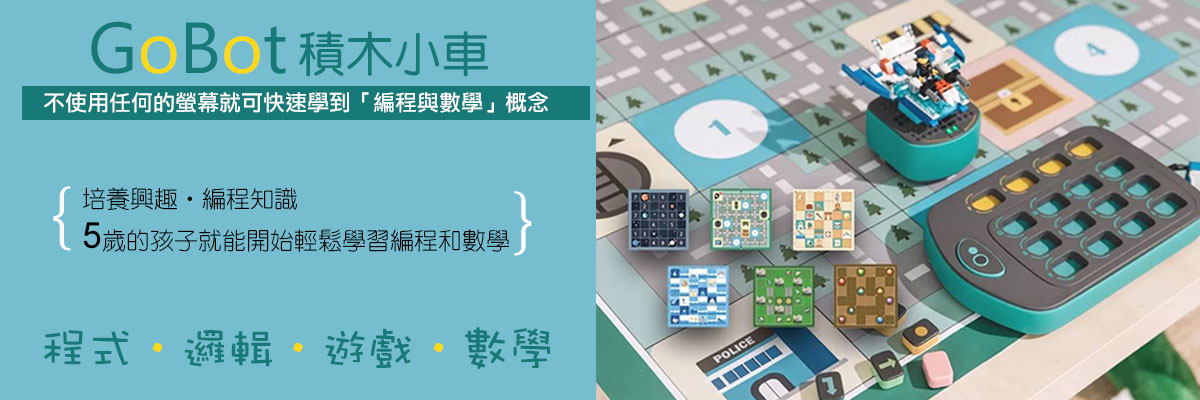 GoBot 積木小車
不使用任何的螢幕就可快速學到「編程與數學」概念
培養興趣・編程知識
5歲的孩子就能開始輕鬆學習編程和數學
程式・邏輯・遊戲・數學
1
4
POLICE